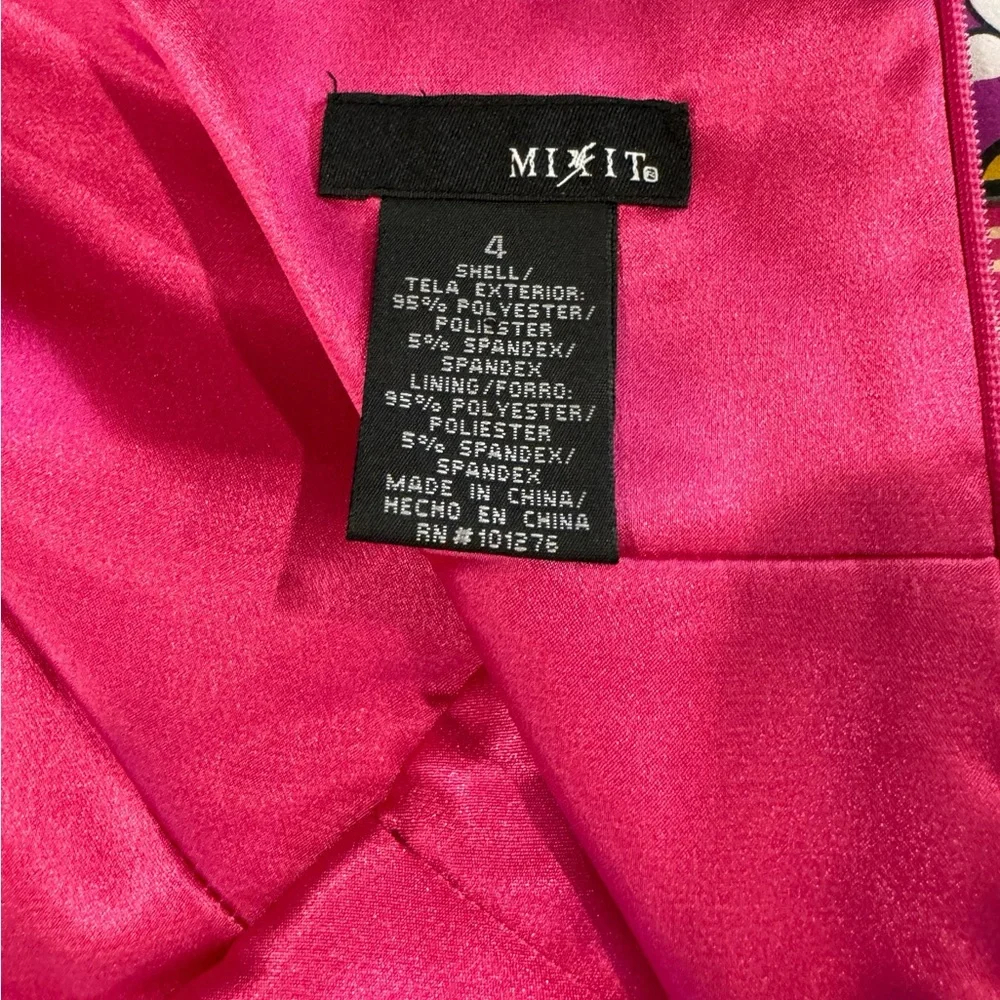 MIXIT®
4
SHELL/
TELA EXTERIOR:
95% POLYESTER/
POLIESTER
5% SPANDEX/
SPANDEX
LINING/FORRO:
95% POLYESTER/
POLIESTER
5% SPANDEX/
SPANDEX
MADE IN CHINA/
HECHO EN CHINA
RN#101276